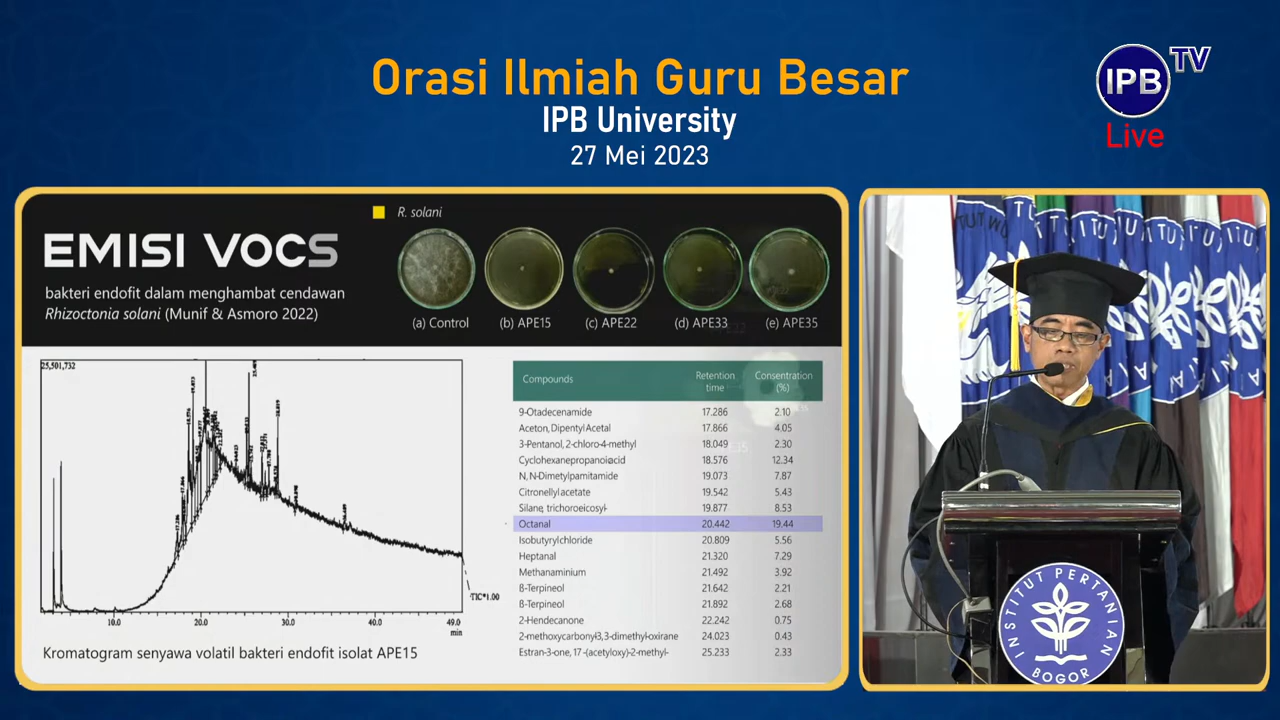 Orasi Ilmiah Guru Besar
IPB University
27 Mei 2023
IPB TV
Live
R. solani
EMISI VOCS
bakteri endofit dalam menghambat cendawan
Rhizoctonia solani (Munif & Asmoro 2022)
(a) Control
(b) APE15
(c) APE22
(d) APE33
(e) APE35
25,501,732
TIC*1.00
10.0 20.0 30.0 40.0 49.0
min
Kromatogram senyawa volatil bakteri endofit isolat APE15
Compounds Retention time Concentration (%)
9-Otadecenamide 17.286 2.10
Aceton, Dipentyl Acetal 17.866 4.05
3-Pentanol, 2-chloro-4-methyl 18.049 2.30
Cyclohexanepropanoiacid 18.576 12.34
N, N-Dimetylpamitamide 19.073 7.87
Citronellyl acetate 19.542 5.43
Silane, trichoroeicosyl- 19.877 8.53
Octanal 20.442 19.44
Isobutyryl chloride 20.809 5.56
Heptanal 21.320 7.29
Methanaminium 21.492 3.92
ß-Terpineol 21.642 2.21
ß-Terpineol 21.892 2.68
2-Hendecanone 22.242 0.75
2-methoxycarbonyl-3, 3-dimethyl-oxirane 24.023 0.43
Estran-3-one, 17 -(acetyloxy)-2-methyl- 25.233 2.33
INSTITUT PERTANIAN
BOGOR